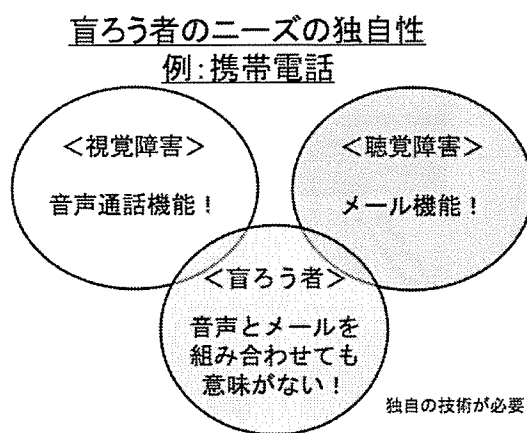 盲ろう者のニーズの独自性
例:携帯電話
<視覚障害>
音声通話機能!
<聴覚障害>
メール機能!
<盲ろう者>
音声とメールを
組み合わせても
意味がない!
独自の技術が必要